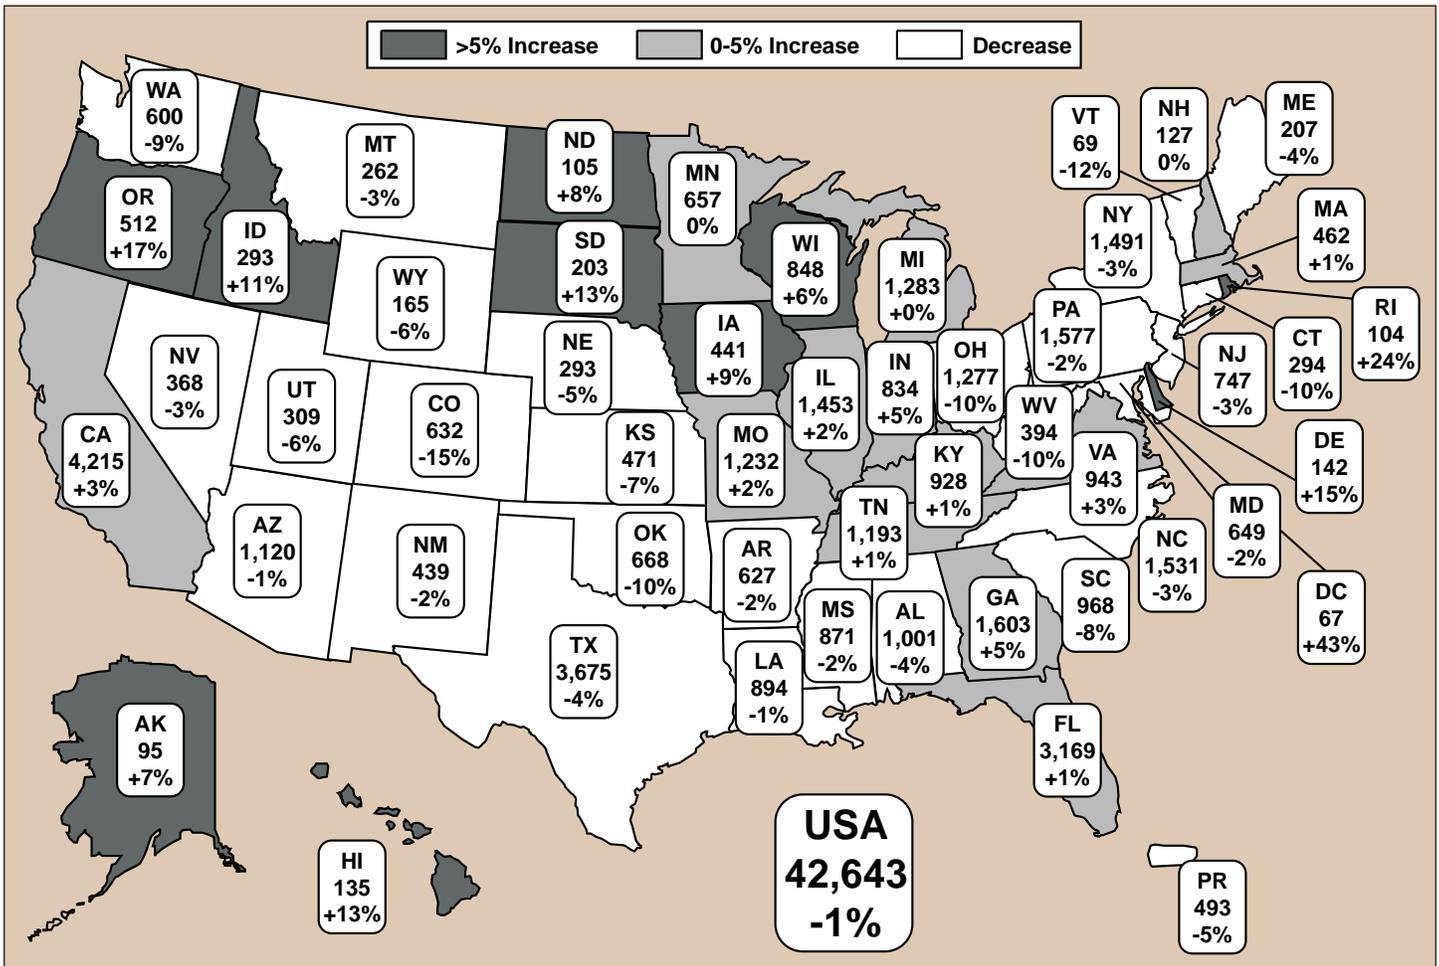 >5% Increase
0-5% Increase
Decrease
WA
600
-9%
OR
512
+17%
ID
293
+11%
MT
262
-3%
ND
105
+8%
SD
203
+13%
MN
657
0%
WI
848
+6%
MI
1,283
+0%
VT
69
-12%
NH
127
0%
ME
207
-4%
NY
1,491
-3%
MA
462
+1%
RI
104
+24%
CT
294
-10%
NJ
747
-3%
PA
1,577
-2%
WY
165
-6%
NE
293
-5%
IA
441
+9%
IL
1,453
+2%
IN
834
+5%
OH
1,277
-10%
WV
394
-10%
VA
943
+3%
DE
142
+15%
MD
649
-2%
DC
67
+43%
NV
368
-3%
UT
309
-6%
CO
632
-15%
KS
471
-7%
MO
1,232
+2%
KY
928
+1%
CA
4,215
+3%
AZ
1,120
-1%
NM
439
-2%
OK
668
-10%
AR
627
-2%
TN
1,193
+1%
NC
1,531
-3%
SC
968
-8%
MS
871
-2%
AL
1,001
-4%
GA
1,603
+5%
TX
3,675
-4%
LA
894
-1%
FL
3,169
+1%
AK
95
+7%
HI
135
+13%
USA
42,643
-1%
PR
493
-5%